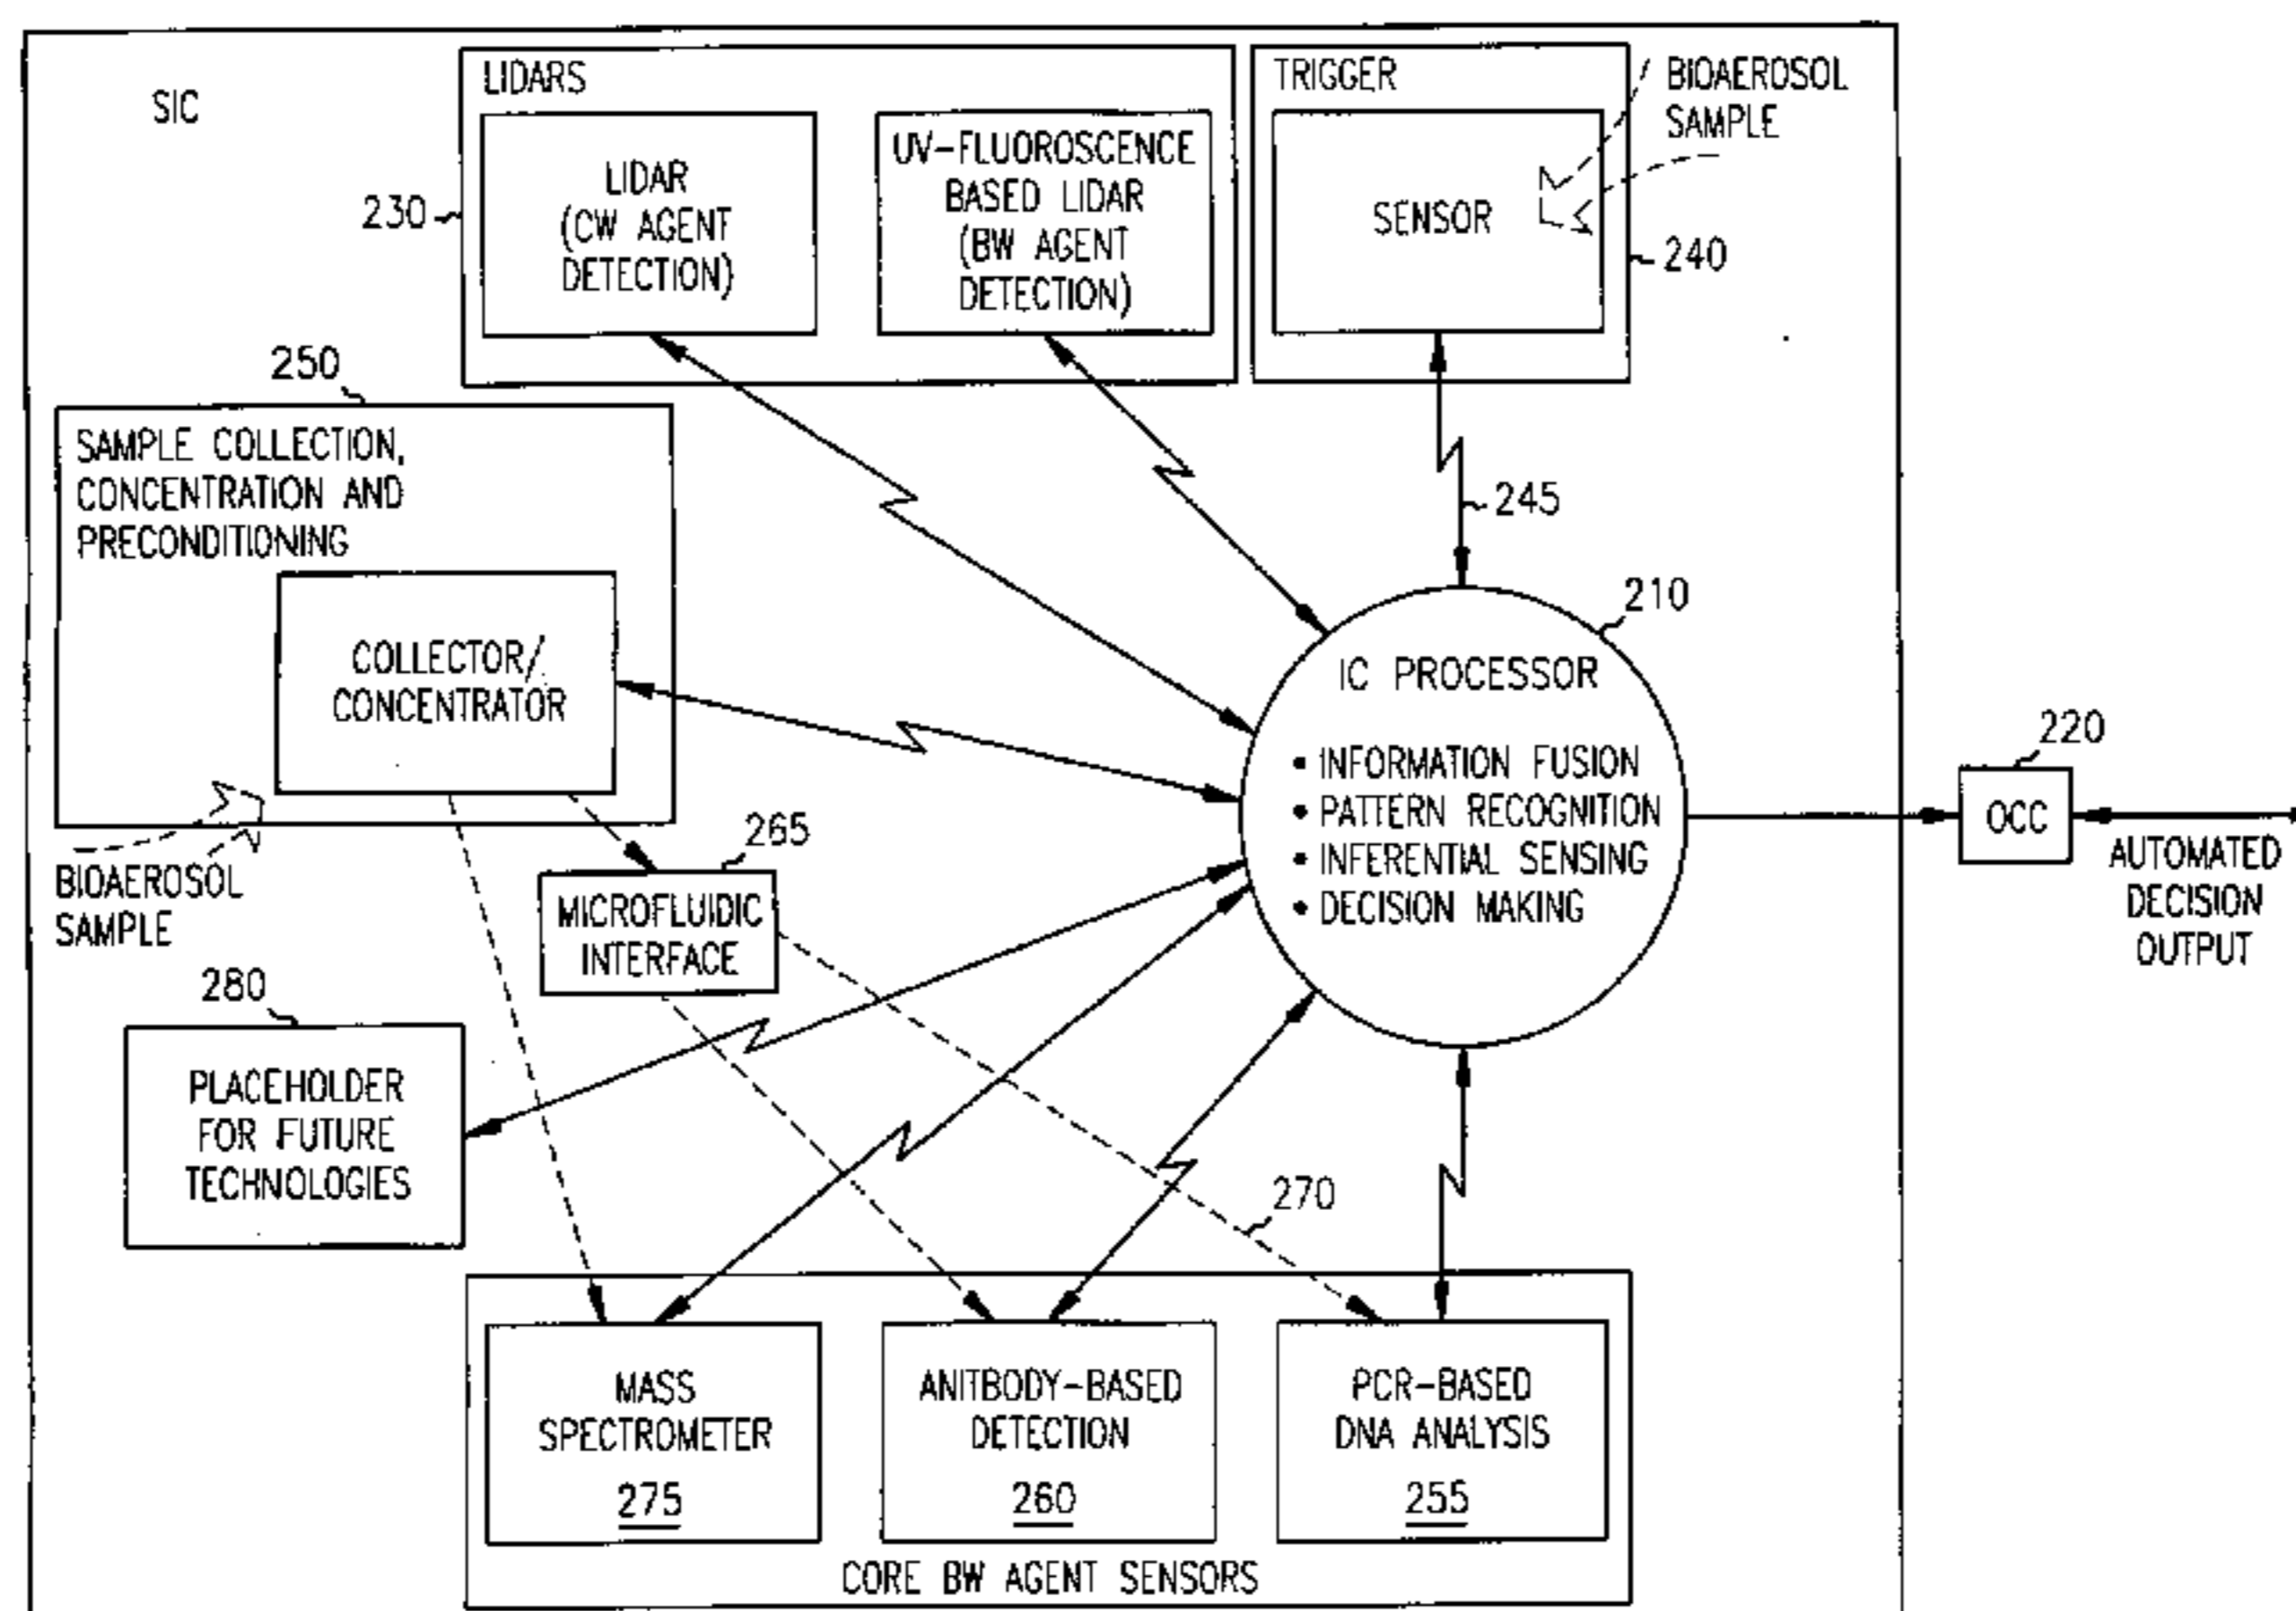 SIC
LIDARS
LIDAR
(CW AGENT
DETECTION)
UV-FLUOROSCENCE
BASED LIDAR
(BW AGENT
DETECTION)
230
TRIGGER
SENSOR
BIOAEROSOL
SAMPLE
240
245
250
SAMPLE COLLECTION,
CONCENTRATION AND
PRECONDITIONING
COLLECTOR/
CONCENTRATOR
BIOAEROSOL
SAMPLE
265
MICROFLUIDIC
INTERFACE
210
IC PROCESSOR
• INFORMATION FUSION
• PATTERN RECOGNITION
• INFERENTIAL SENSING
• DECISION MAKING
220
OCC
AUTOMATED
DECISION
OUTPUT
280
PLACEHOLDER
FOR FUTURE
TECHNOLOGIES
270
MASS
SPECTROMETER
275
ANITBODY-BASED
DETECTION
260
PCR-BASED
DNA ANALYSIS
255
CORE BW AGENT SENSORS